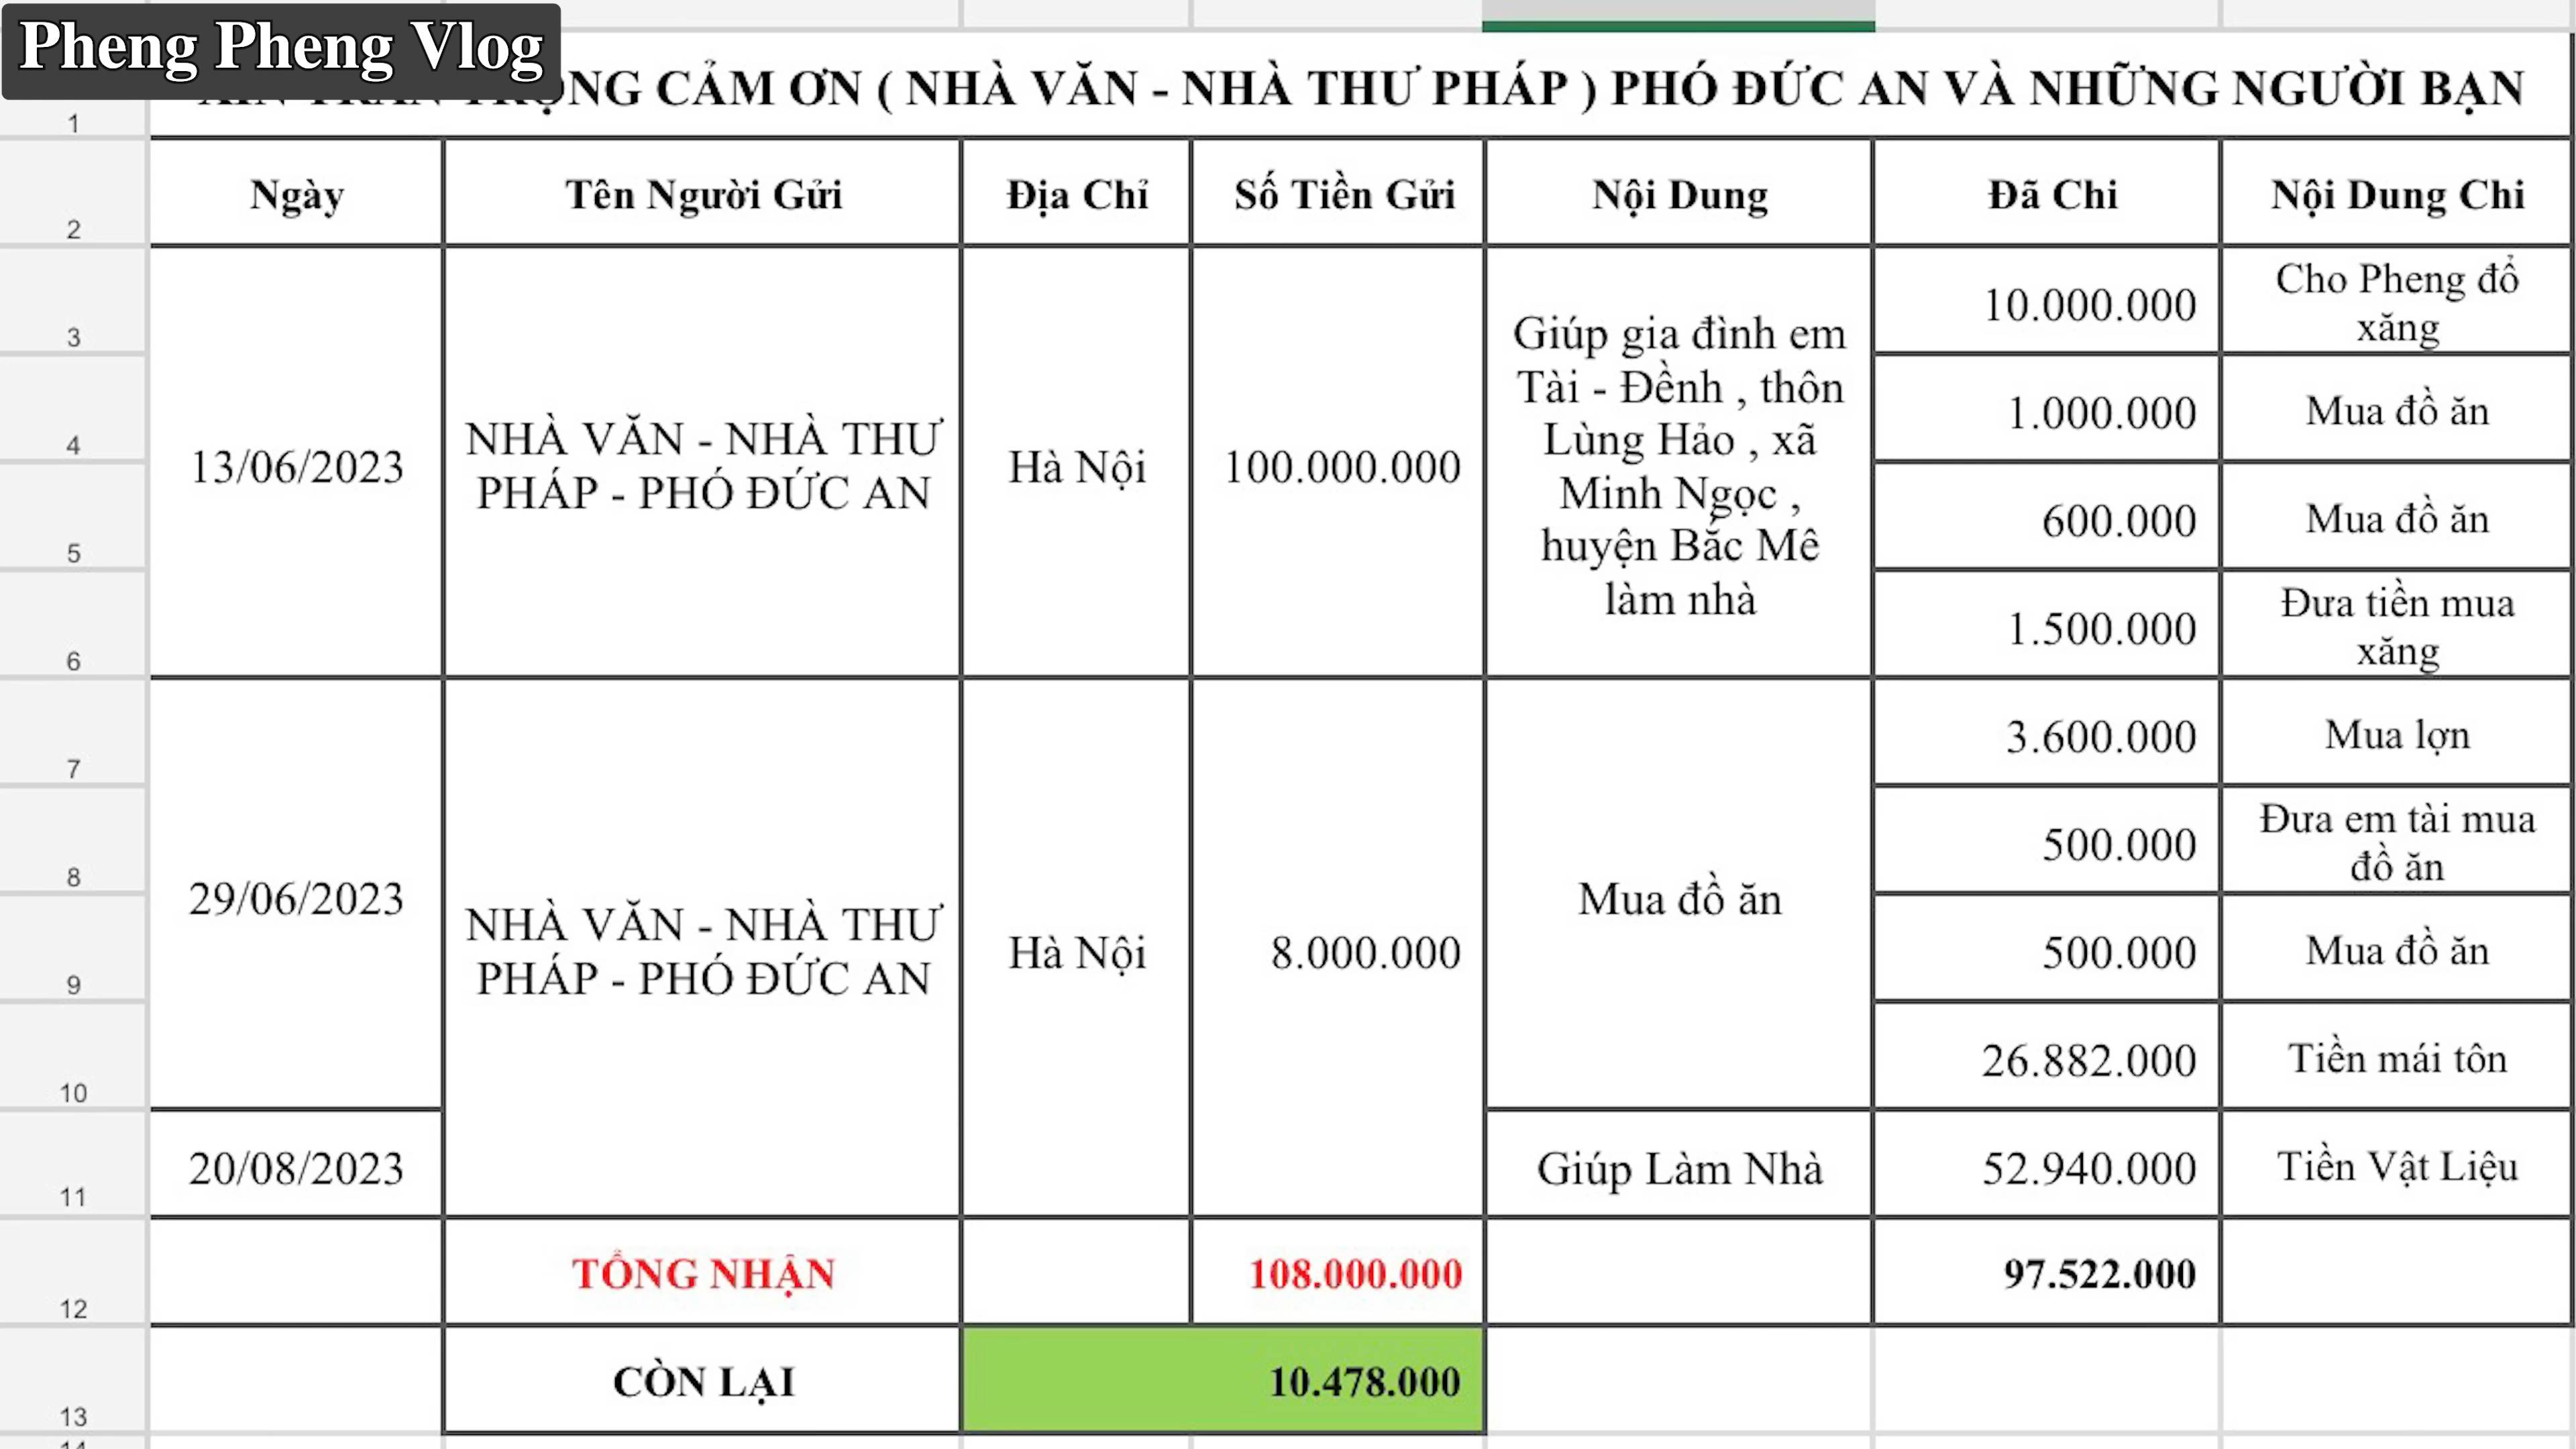 Pheng Pheng Vlog
CẢM ƠN ( NHÀ VĂN - NHÀ THƯ PHÁP ) PHÓ ĐỨC AN VÀ NHỮNG NGƯỜI BẠN
1
Ngày Tên Người Gửi Địa Chỉ Số Tiền Gửi Nội Dung Đã Chi Nội Dung Chi
2
13/06/2023
NHÀ VĂN - NHÀ THƯ
PHÁP - PHÓ ĐỨC AN
Hà Nội
100.000.000
Giúp gia đình em
Tài - Đềnh , thôn
Lùng Hảo , xã
Minh Ngọc ,
huyện Bắc Mê
làm nhà
10.000.000
Cho Pheng đổ
xăng
3
1.000.000 Mua đồ ăn
4
600.000 Mua đồ ăn
5
1.500.000
Đưa tiền mua
xăng
6
29/06/2023
NHÀ VĂN - NHÀ THƯ
PHÁP - PHÓ ĐỨC AN
Hà Nội
8.000.000
Mua đồ ăn
3.600.000 Mua lợn
7
500.000
Đưa em tài mua
đồ ăn
8
500.000 Mua đồ ăn
9
26.882.000 Tiền mái tôn
10
20/08/2023 Giúp Làm Nhà 52.940.000 Tiền Vật Liệu
11
TỔNG NHẬN 108.000.000 97.522.000
12
CÒN LẠI 10.478.000
13